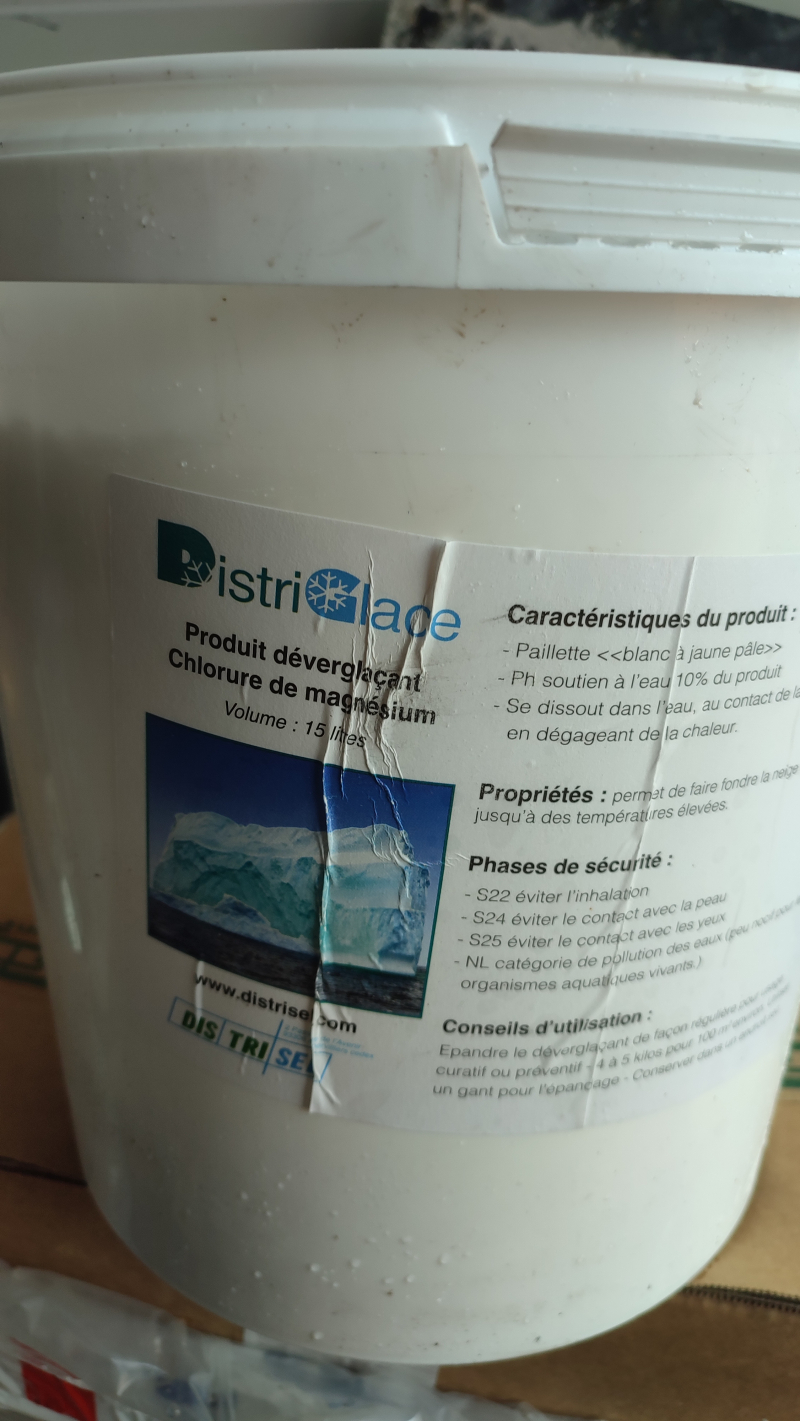 DistriGlace
Produit déverglaçant
Chlorure de magnésium
Volume : 15 litres
www.distrisel.com
DISTRISEL
Caractéristiques du produit :
- Paillette <<blanc à jaune pâle>>
- Ph soutien à l'eau 10% du produit
- Se dissout dans l'eau, au contact de la
en dégageant de la chaleur.
Propriétés : permet de faire fondre la neige
jusqu'à des températures élevées.
Phases de sécurité :
- S22 éviter l'inhalation
- S24 éviter le contact avec la peau
- S25 éviter le contact avec les yeux
- NL catégorie de pollution des eaux (peu nocif pour
organismes aquatiques vivants.)
Conseils d'utilisation :
Epandre le déverglaçant de façon régulière pour usage
curatif ou préventif - 4 à 5 kilos pour 100 m²
un gant pour l'épançage - Conserver dans un